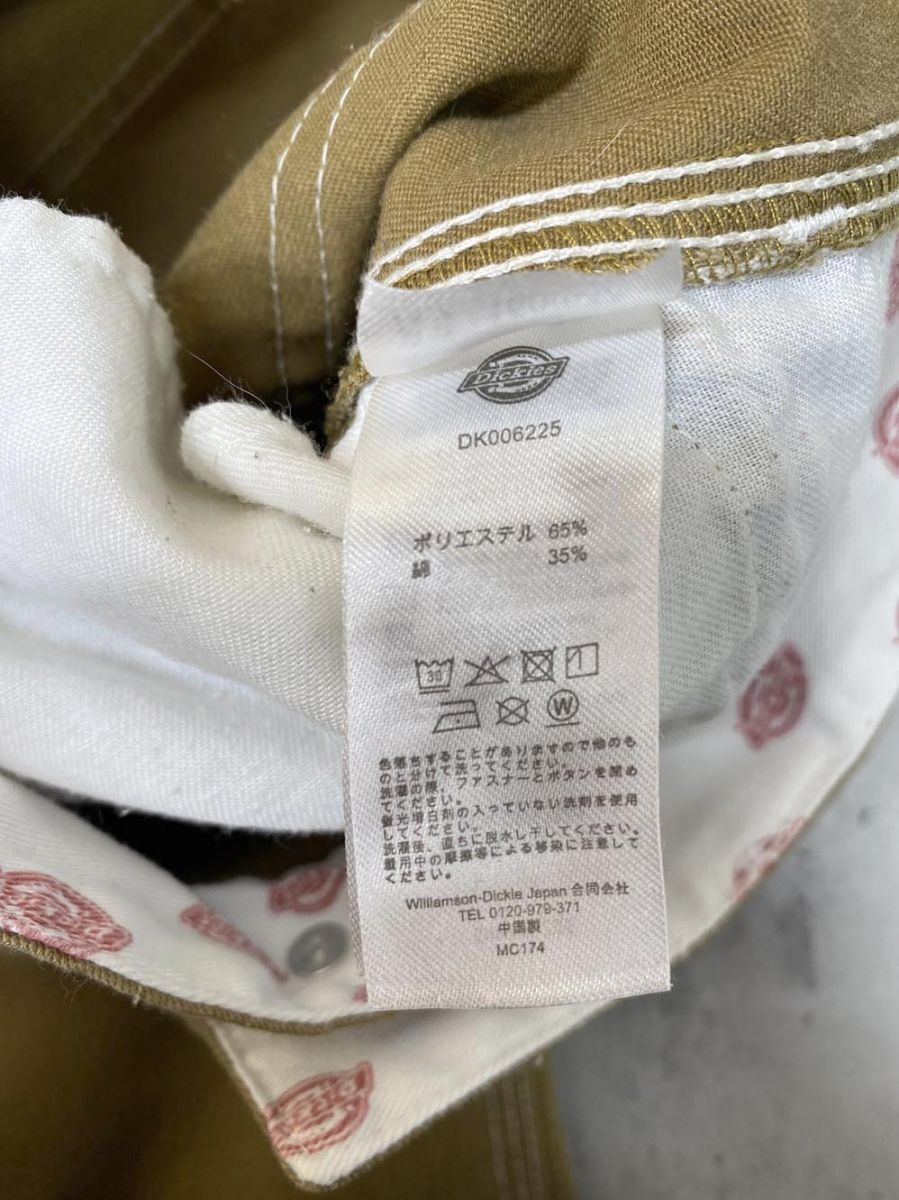 Dickies
DK006225
ポリエステル 65%
綿 35%
30
W
色落ちすることがありますので他のも
のと分けて洗ってください。
洗濯の際、ファスナーとボタンを閉め
てください。
蛍光増白剤の入っていない洗剤を使用
してください。
洗濯後、直ちに脱水し干してください。
着用中の摩擦等による移染に注意して
ください。
Williamson-Dickie Japan 合同会社
TEL 0120-979-371
中国製
MC174
Dickies